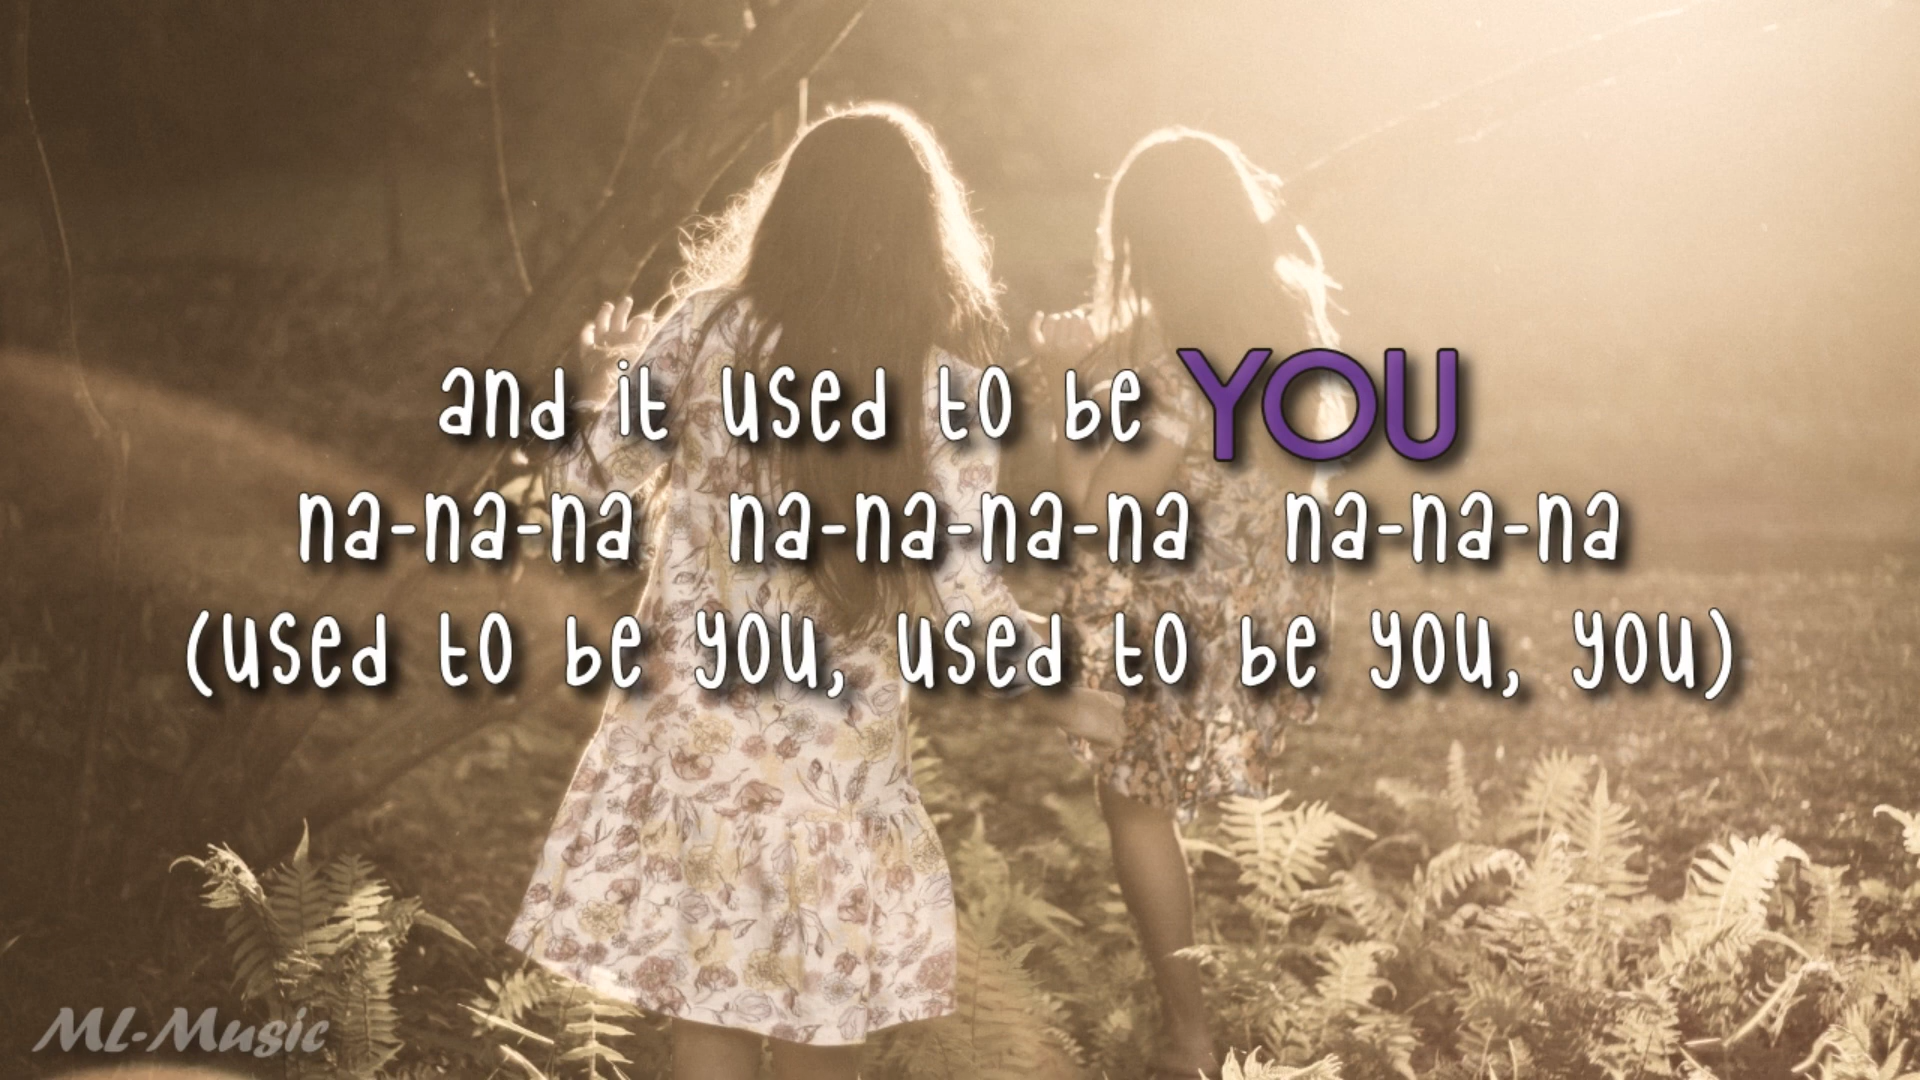 and it used to be YOU
na-na-na na-na-na-na na-na-na
(used to be you, used to be you, you)
ML-Music